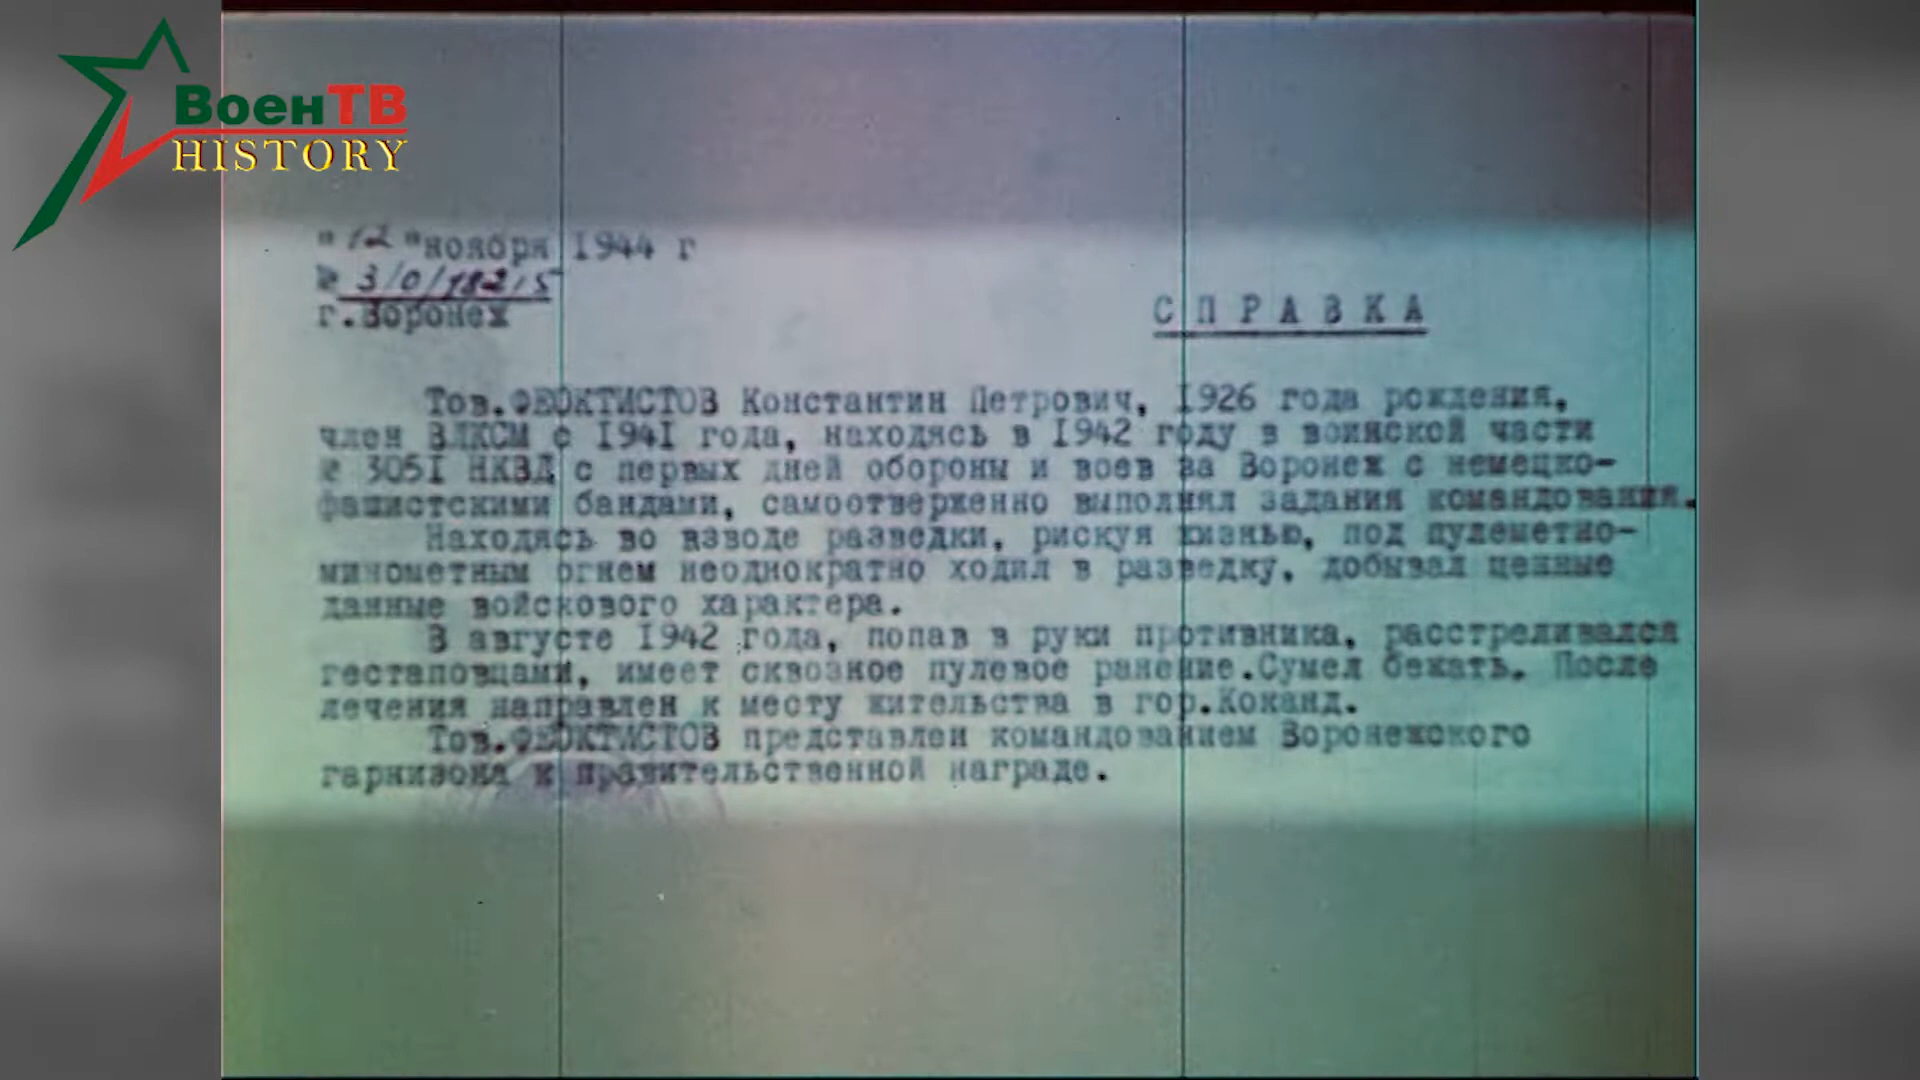 ВоенТВ
HISTORY
"12"ноября 1944 г
№ 3/0/18215
г.Воронеж
СПРАВКА
Тов.ФЕОКТИСТОВ Константин Петрович, 1926 года рождения,
член ВЛКСМ с 1941 года, находясь в 1942 году в воинской части
№ 3051 НКВД с первых дней обороны и боев за Воронеж с немецко-
фашистскими бандами, самоотверженно выполнял задания командования.
Находясь во взводе разведки, рискуя жизнью, под пулеметно-
минометным огнем неоднократно ходил в разведку, добывал ценные
данные войскового характера.
В августе 1942 года, попав в руки противника, расстреливался
гестаповцами, имеет сквозное пулевое ранение.Сумел бежать. После
лечения направлен к месту жительства в гор.Коканд.
Тов.ФЕОКТИСТОВ представлен командованием Воронежского
гарнизона к правительственной награде.